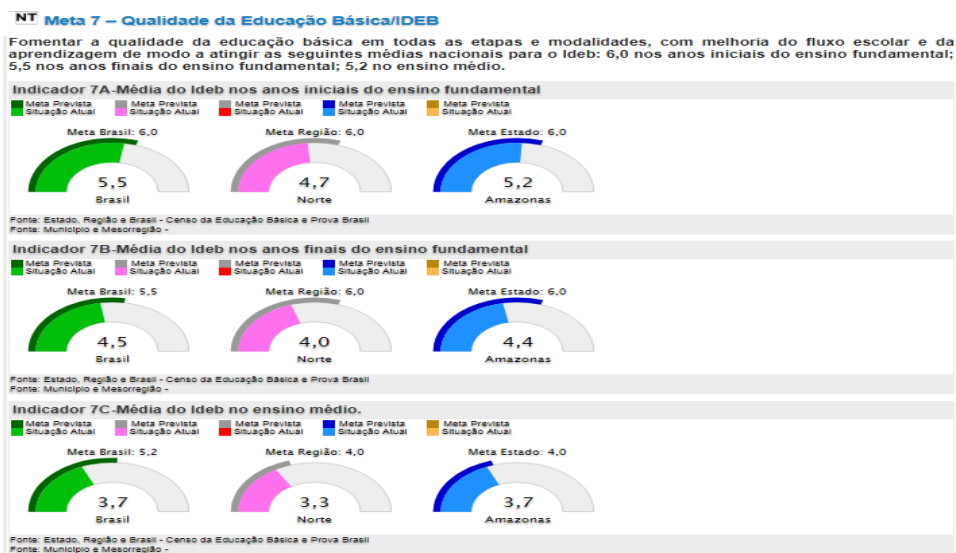 NT Meta 7 – Qualidade da Educação Básica/IDEB
Fomentar a qualidade da educação básica em todas as etapas e modalidades, com melhoria do fluxo escolar e da
aprendizagem de modo a atingir as seguintes médias nacionais para o Ideb: 6,0 nos anos iniciais do ensino fundamental;
5,5 nos anos finais do ensino fundamental; 5,2 no ensino médio.
Indicador 7A-Média do Ideb nos anos iniciais do ensino fundamental
Meta Prevista Meta Prevista Meta Prevista Meta Prevista Meta Prevista
Situação Atual Situação Atual Situação Atual Situação Atual Situação Atual
Meta Brasil: 6,0 Meta Região: 6,0 Meta Estado: 6,0
5,5 4,7 5,2
Brasil Norte Amazonas
Fonte: Estado, Região e Brasil - Censo da Educação Básica e Prova Brasil
Fonte: Município e Mesorregião -
Indicador 7B-Média do Ideb nos anos finais do ensino fundamental
Meta Prevista Meta Prevista Meta Prevista Meta Prevista Meta Prevista
Situação Atual Situação Atual Situação Atual Situação Atual Situação Atual
Meta Brasil: 5,5 Meta Região: 6,0 Meta Estado: 6,0
4,5 4,0 4,4
Brasil Norte Amazonas
Fonte: Estado, Região e Brasil - Censo da Educação Básica e Prova Brasil
Fonte: Município e Mesorregião -
Indicador 7C-Média do Ideb no ensino médio.
Meta Prevista Meta Prevista Meta Prevista Meta Prevista Meta Prevista
Situação Atual Situação Atual Situação Atual Situação Atual Situação Atual
Meta Brasil: 5,2 Meta Região: 4,0 Meta Estado: 4,0
3,7 3,3 3,7
Brasil Norte Amazonas
Fonte: Estado, Região e Brasil - Censo da Educação Básica e Prova Brasil
Fonte: Município e Mesorregião -